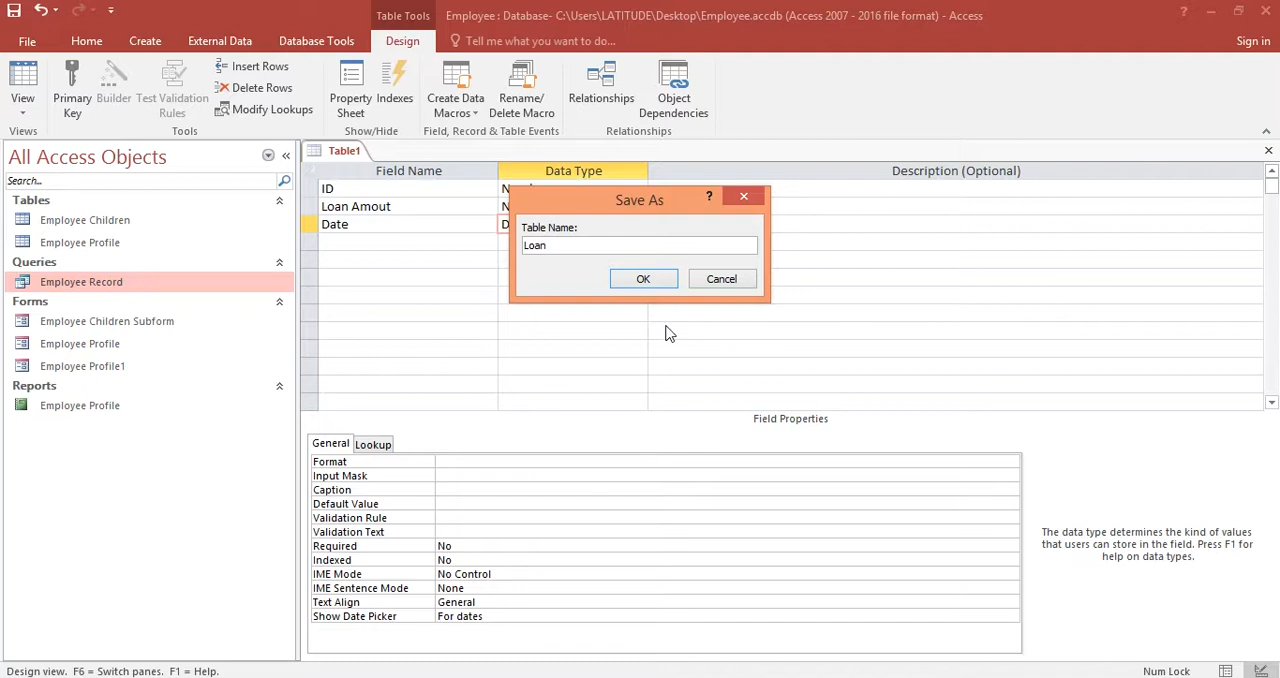 Table Tools
Employee : Database- C:\Users\LATITUDE\Desktop\Employee.accdb (Access 2007 - 2016 file format) - Access
?
File
Home
Create
External Data
Database Tools
Design
Tell me what you want to do...
Sign in
View
Primary Key
Builder
Test Validation Rules
Insert Rows
Delete Rows
Modify Lookups
Property Sheet
Indexes
Create Data Macros
Rename/ Delete Macro
Relationships
Object Dependencies
Views
Tools
Show/Hide
Field, Record & Table Events
Relationships
All Access Objects
Search...
Tables
Employee Children
Employee Profile
Queries
Employee Record
Forms
Employee Children Subform
Employee Profile
Employee Profile1
Reports
Employee Profile
Table1
Field Name
Data Type
Description (Optional)
ID
Loan Amout
Date
Save As
?
Table Name:
Loan
OK
Cancel
Field Properties
General
Lookup
Format
Input Mask
Caption
Default Value
Validation Rule
Validation Text
Required No
Indexed No
IME Mode No Control
IME Sentence Mode None
Text Align General
Show Date Picker For dates
The data type determines the kind of values
that users can store in the field. Press F1 for
help on data types.
Design view. F6 = Switch panes. F1 = Help.
Num Lock